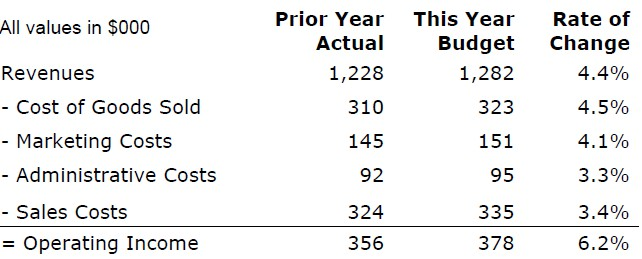 All values in $000 Prior Year Actual This Year Budget Rate of Change
Revenues 1,228 1,282 4.4%
- Cost of Goods Sold 310 323 4.5%
- Marketing Costs 145 151 4.1%
- Administrative Costs 92 95 3.3%
- Sales Costs 324 335 3.4%
= Operating Income 356 378 6.2%